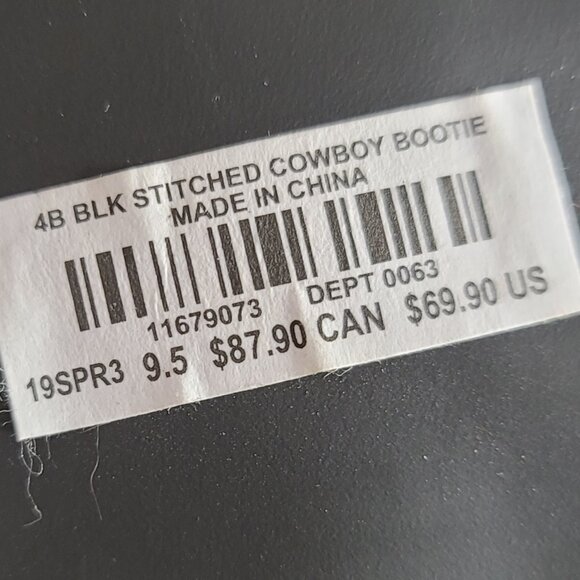 4B BLK STITCHED COWBOY BOOTIE
MADE IN CHINA
11679073 DEPT 0063
19SPR3 9.5 $87.90 CAN $69.90 US